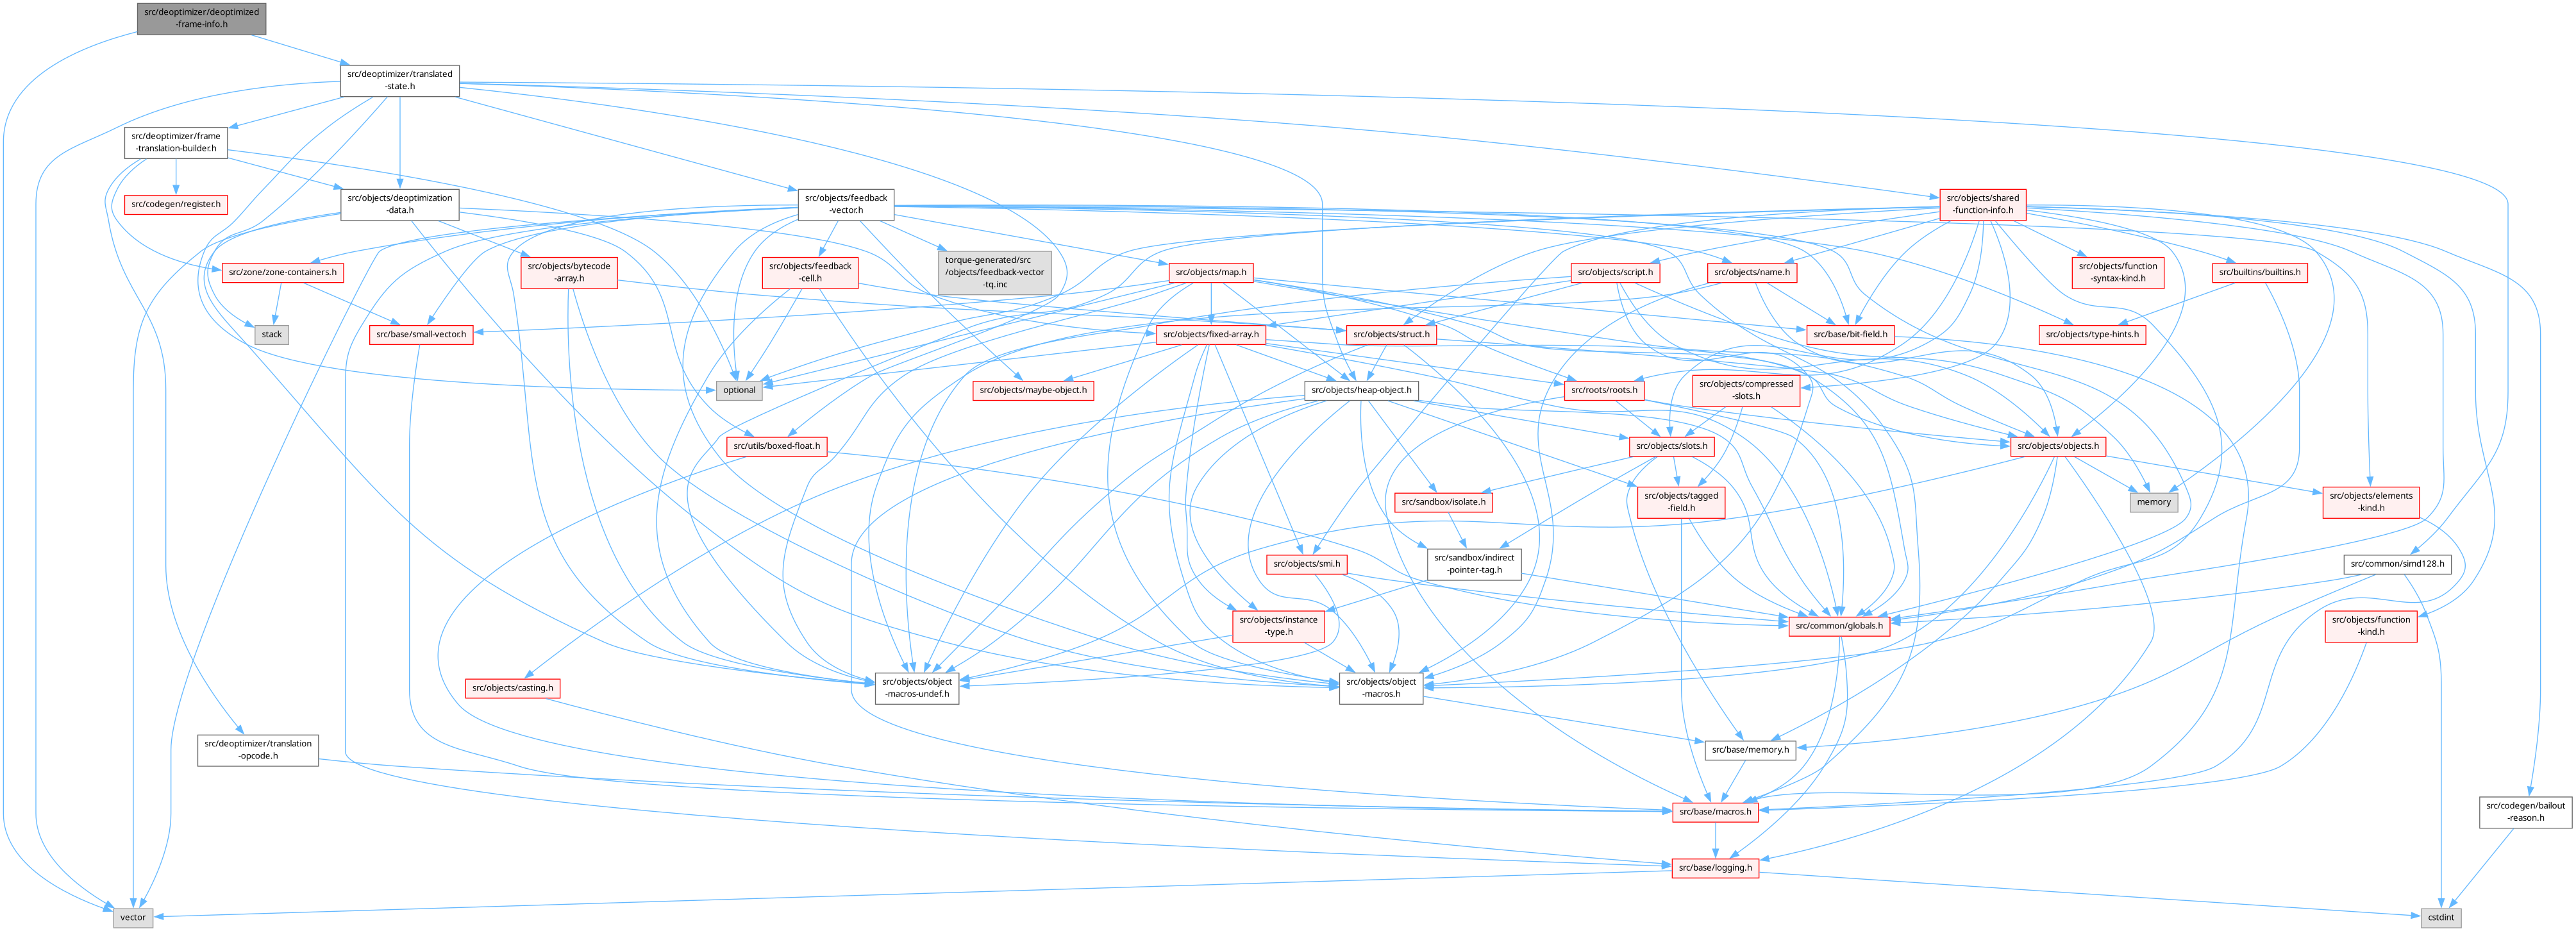 src/deoptimizer/deoptimized
-frame-info.h
src/deoptimizer/translated
-state.h
src/deoptimizer/frame
-translation-builder.h
src/codegen/register.h
src/objects/deoptimization
-data.h
src/objects/feedback
-vector.h
src/objects/shared
-function-info.h
src/zone/zone-containers.h
src/objects/bytecode
-array.h
src/objects/feedback
-cell.h
torque-generated/src
/objects/feedback-vector
-tq.inc
src/objects/map.h
src/objects/script.h
src/objects/name.h
src/objects/function
-syntax-kind.h
src/builtins/builtins.h
stack
src/base/small-vector.h
src/objects/fixed-array.h
src/objects/struct.h
src/base/bit-field.h
src/objects/type-hints.h
optional
src/objects/maybe-object.h
src/objects/heap-object.h
src/roots/roots.h
src/objects/compressed
-slots.h
src/utils/boxed-float.h
src/objects/slots.h
src/objects/objects.h
src/sandbox/isolate.h
src/objects/tagged
-field.h
memory
src/objects/elements
-kind.h
src/objects/smi.h
src/sandbox/indirect
-pointer-tag.h
src/common/simd128.h
src/objects/instance
-type.h
src/common/globals.h
src/objects/function
-kind.h
src/objects/casting.h
src/objects/object
-macros-undef.h
src/objects/object
-macros.h
src/deoptimizer/translation
-opcode.h
src/base/memory.h
src/base/macros.h
src/codegen/bailout
-reason.h
src/base/logging.h
vector
cstdint